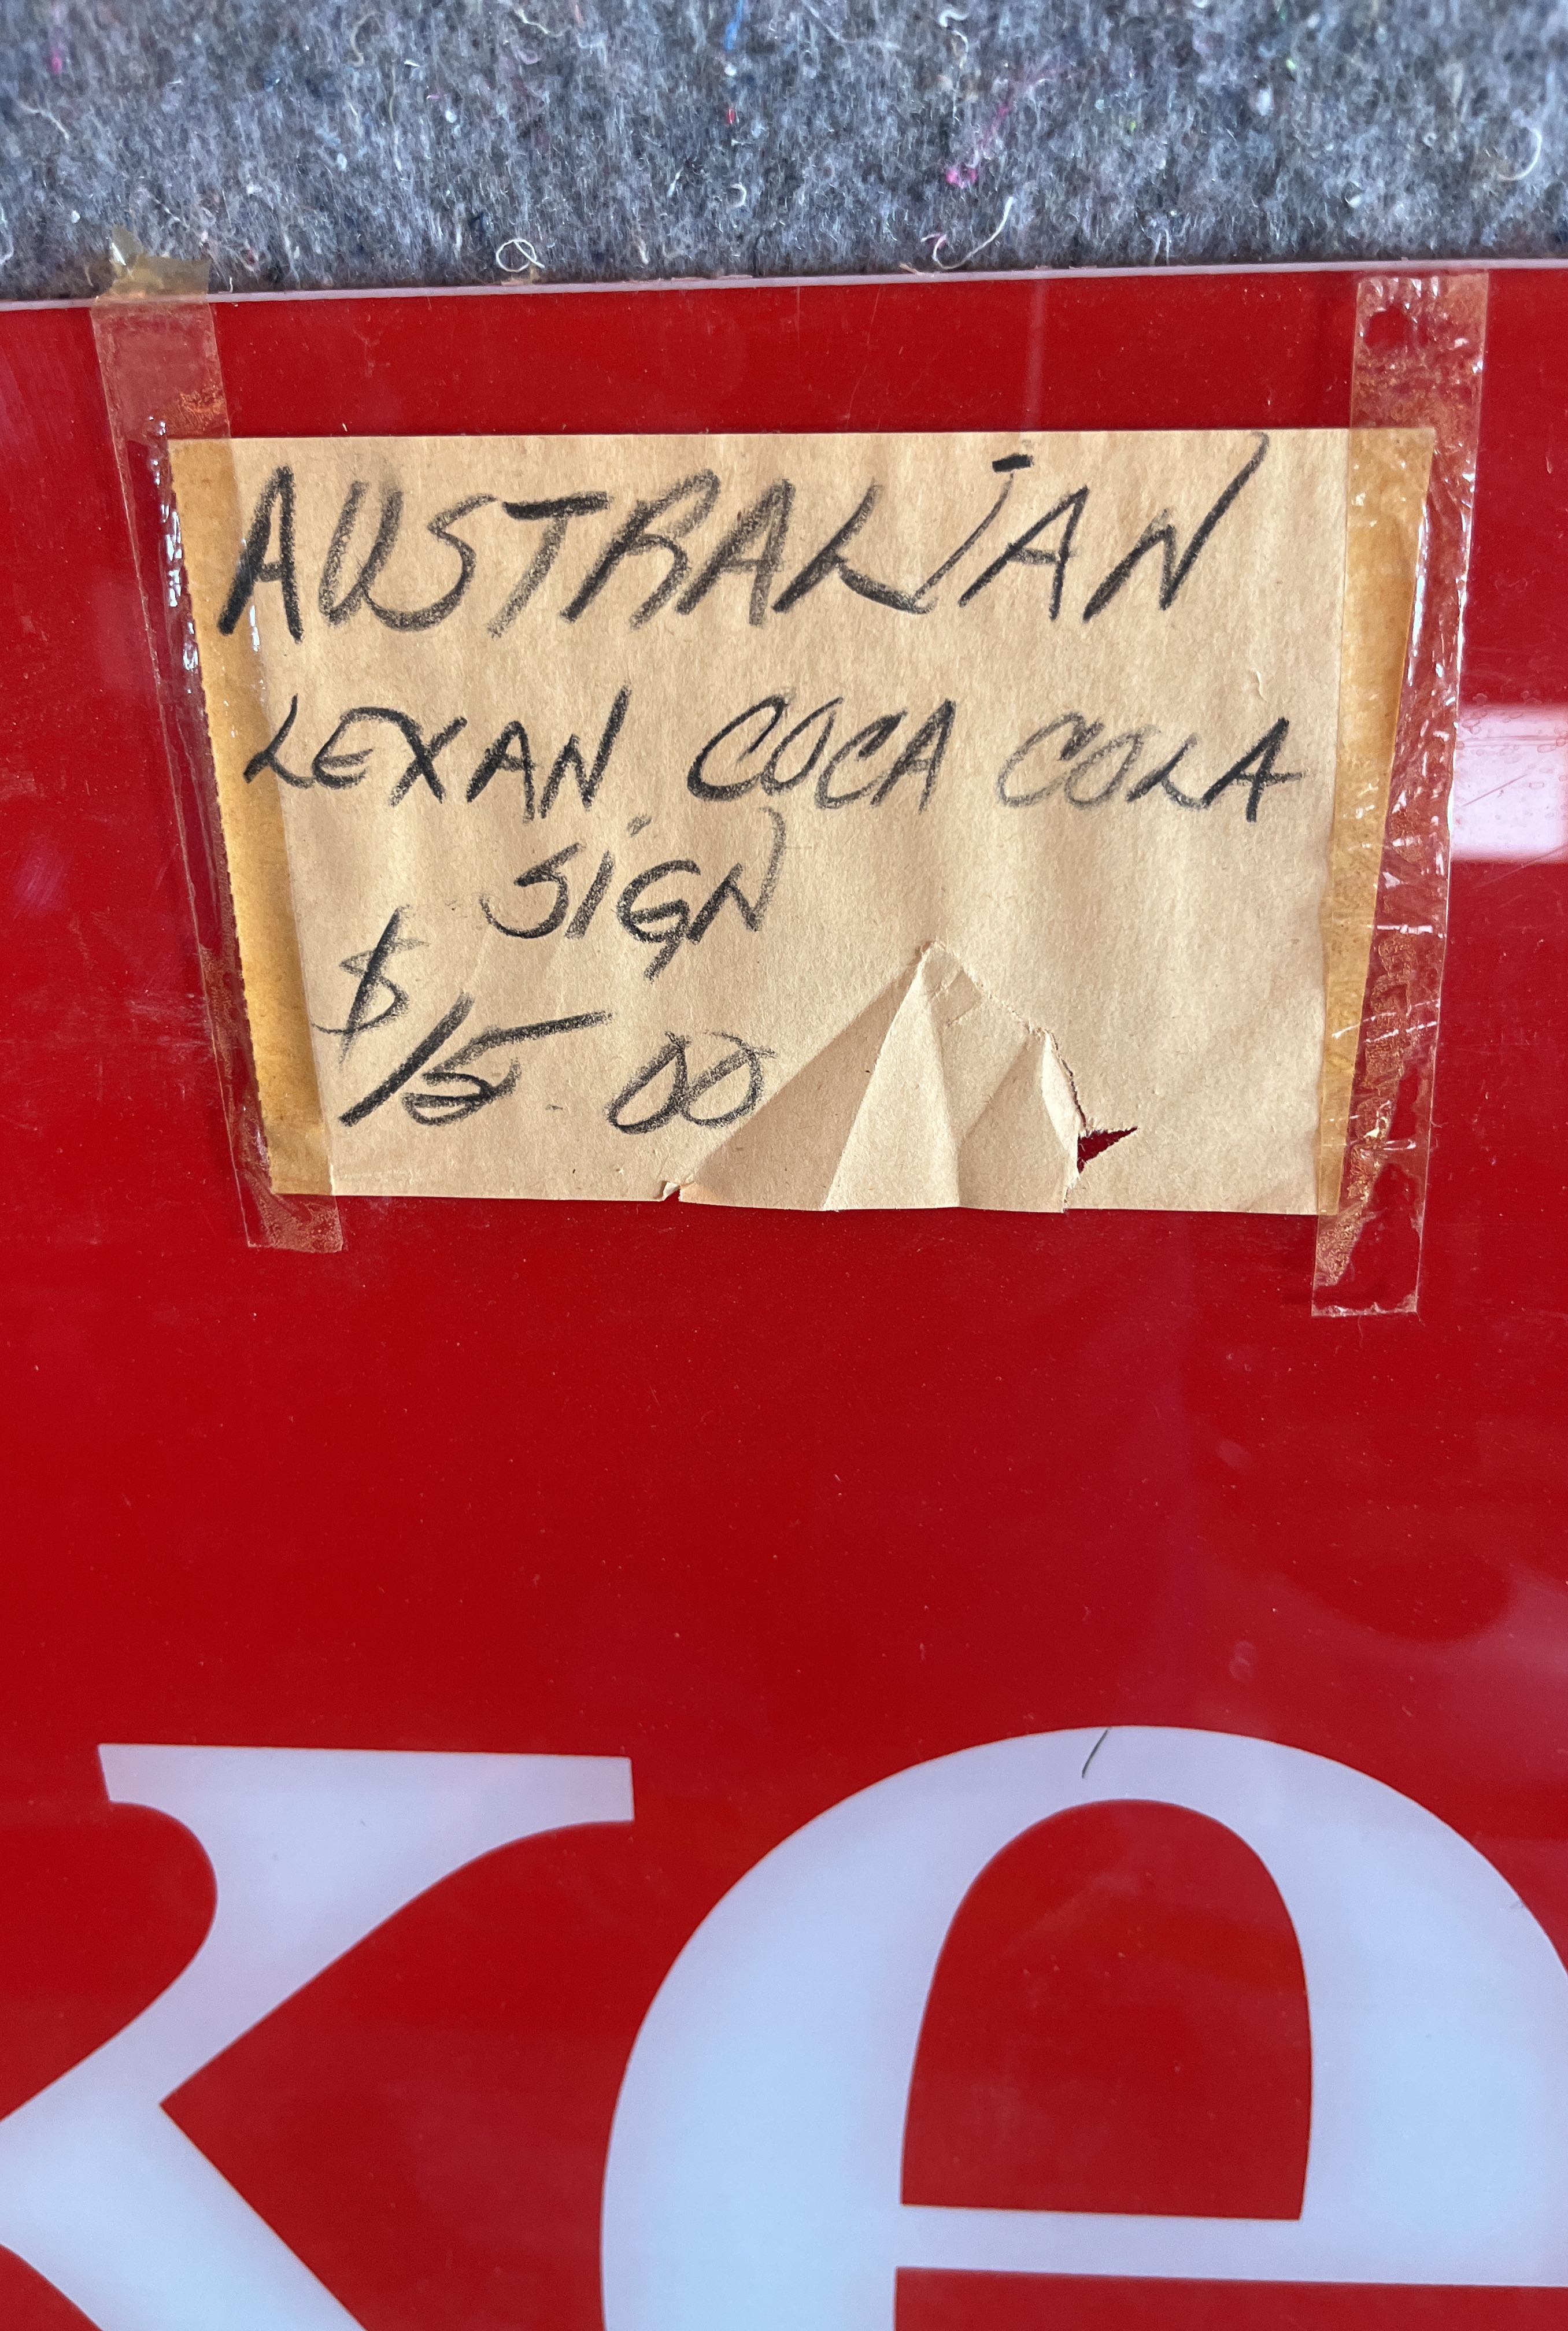 AUSTRALIAN
LEXAN COCA COLA
SIGN
$15.00
ke